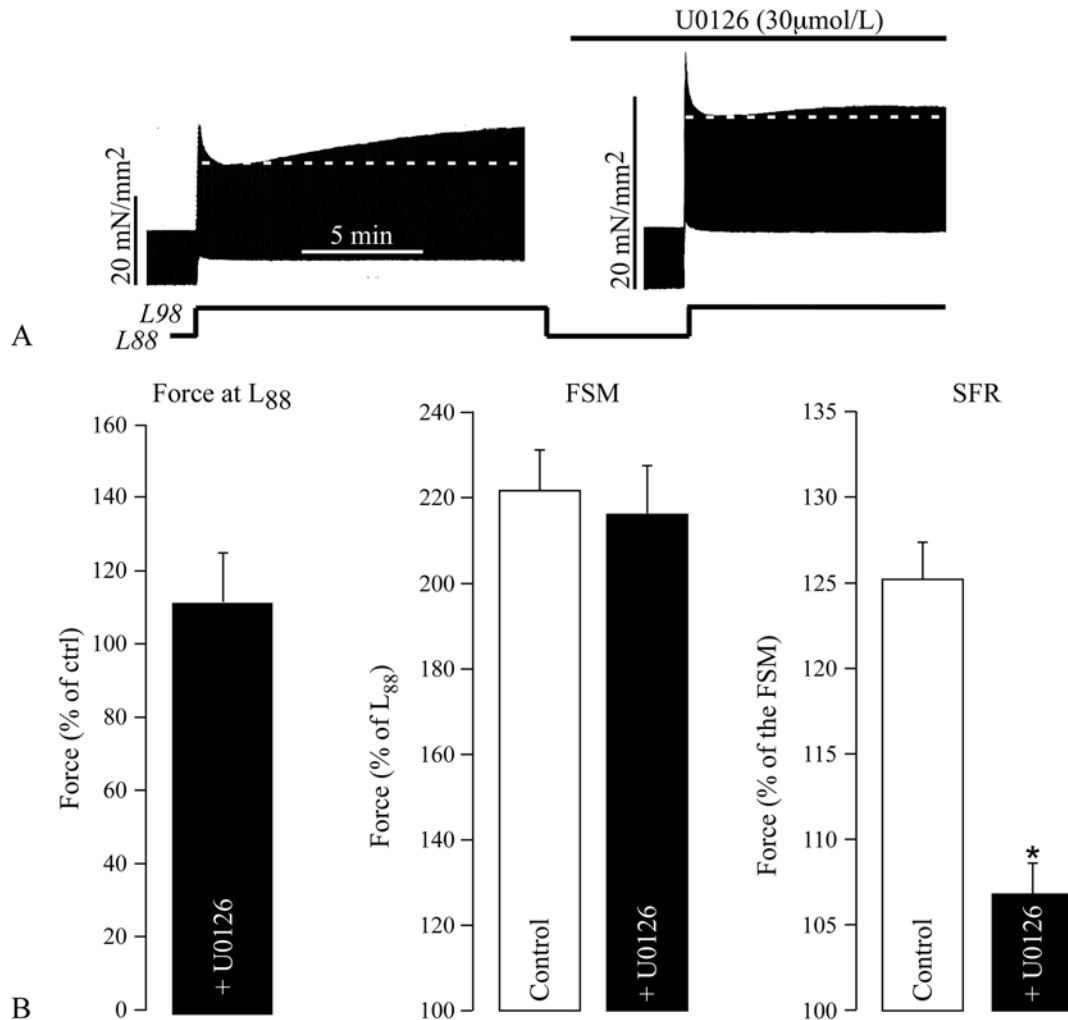 U0126 (30µmol/L)
20 mN/mm2
5 min
20 mN/mm2
L98
L88
A
Force at L88
FSM
SFR
Force (% of ctrl)
160
140
120
100
80
60
40
20
0
+ U0126
Force (% of L88)
240
220
200
180
160
140
120
100
Control
+ U0126
Force (% of the FSM)
135
130
125
120
115
110
105
100
Control
*
+ U0126
B